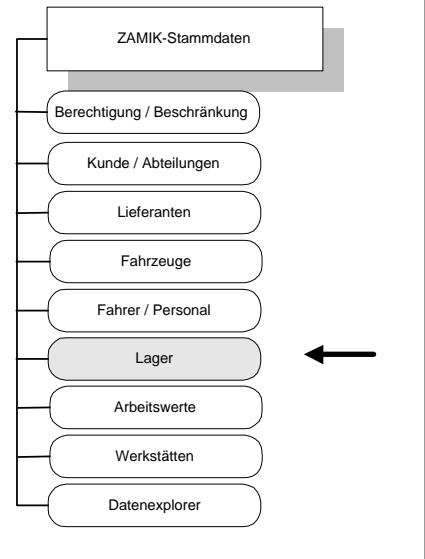 ZAMIK-Stammdaten
Berechtigung / Beschränkung
Kunde / Abteilungen
Lieferanten
Fahrzeuge
Fahrer / Personal
Lager
Arbeitswerte
Werkstätten
Datenexplorer